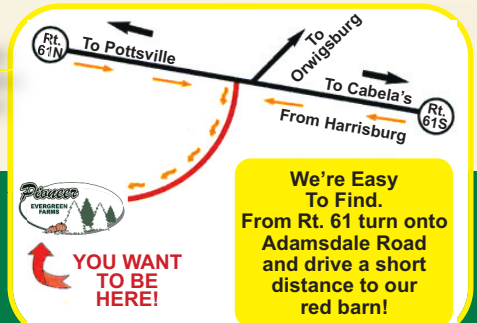 Rt.
61N
To Pottsville
To
Orwigsburg
To Cabela's
From Harrisburg
Rt.
61S
Pioneer
EVERGREEN
FARMS
YOU WANT
TO BE
HERE!
We're Easy
To Find.
From Rt. 61 turn onto
Adamsdale Road
and drive a short
distance to our
red barn!